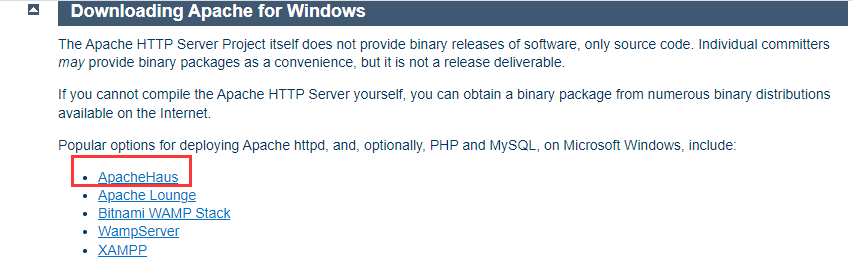 Downloading Apache for Windows
The Apache HTTP Server Project itself does not provide binary releases of software, only source code. Individual committers
may provide binary packages as a convenience, but it is not a release deliverable.
If you cannot compile the Apache HTTP Server yourself, you can obtain a binary package from numerous binary distributions
available on the Internet.
Popular options for deploying Apache httpd, and, optionally, PHP and MySQL, on Microsoft Windows, include:
• ApacheHaus
• Apache Lounge
• Bitnami WAMP Stack
• WampServer
• XAMPP